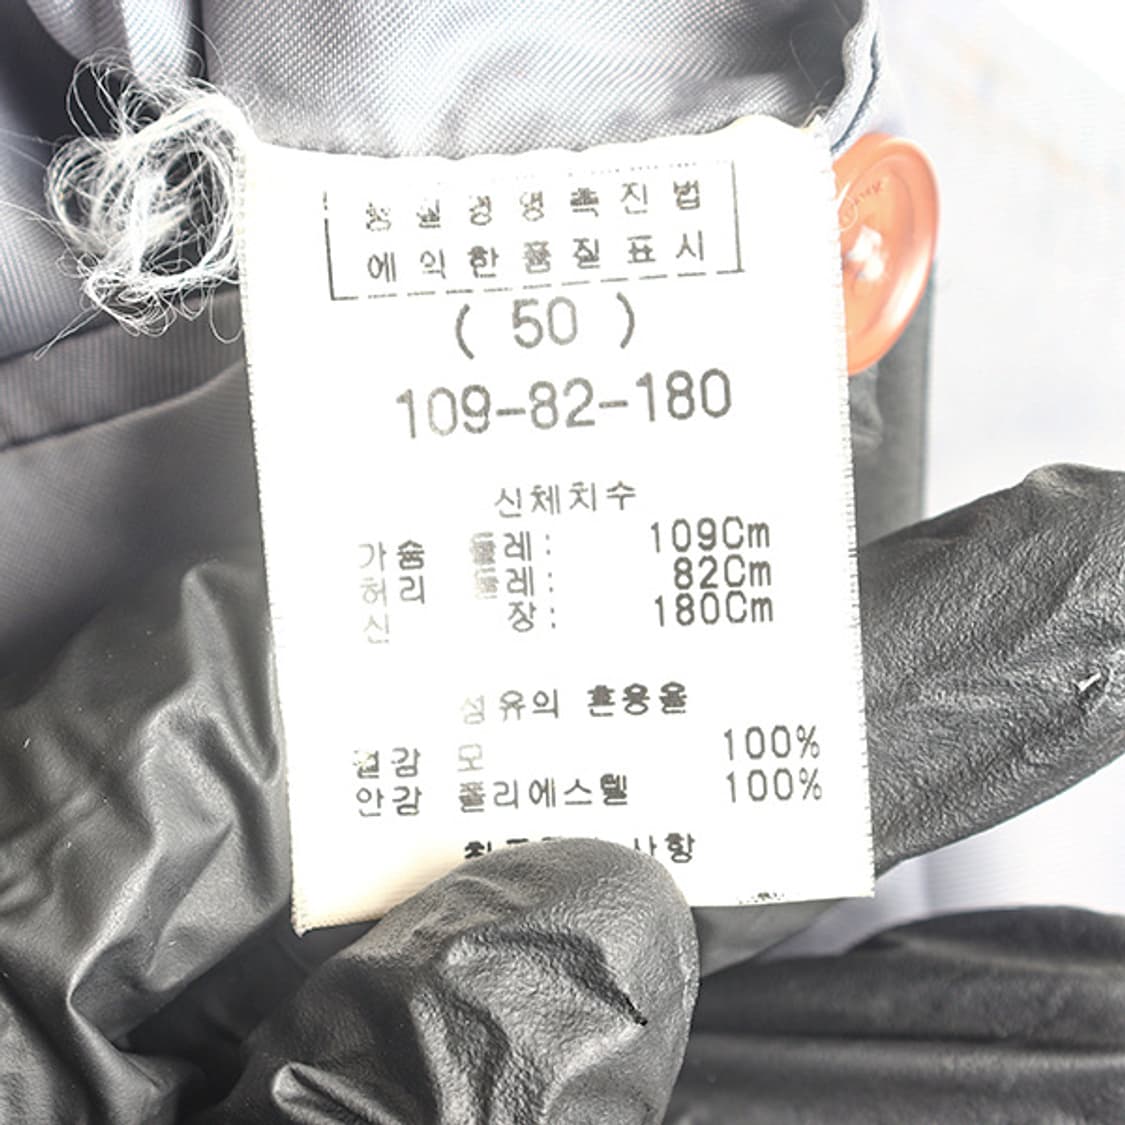 품질경영촉진법
에의한품질표시
( 50 )
109-82-180
신체치수
가슴 둘레: 109Cm
허리 둘레: 82Cm
신 장: 180Cm
섬유의 혼용율
겉감 모 100%
안감 폴리에스텔 100%
사항